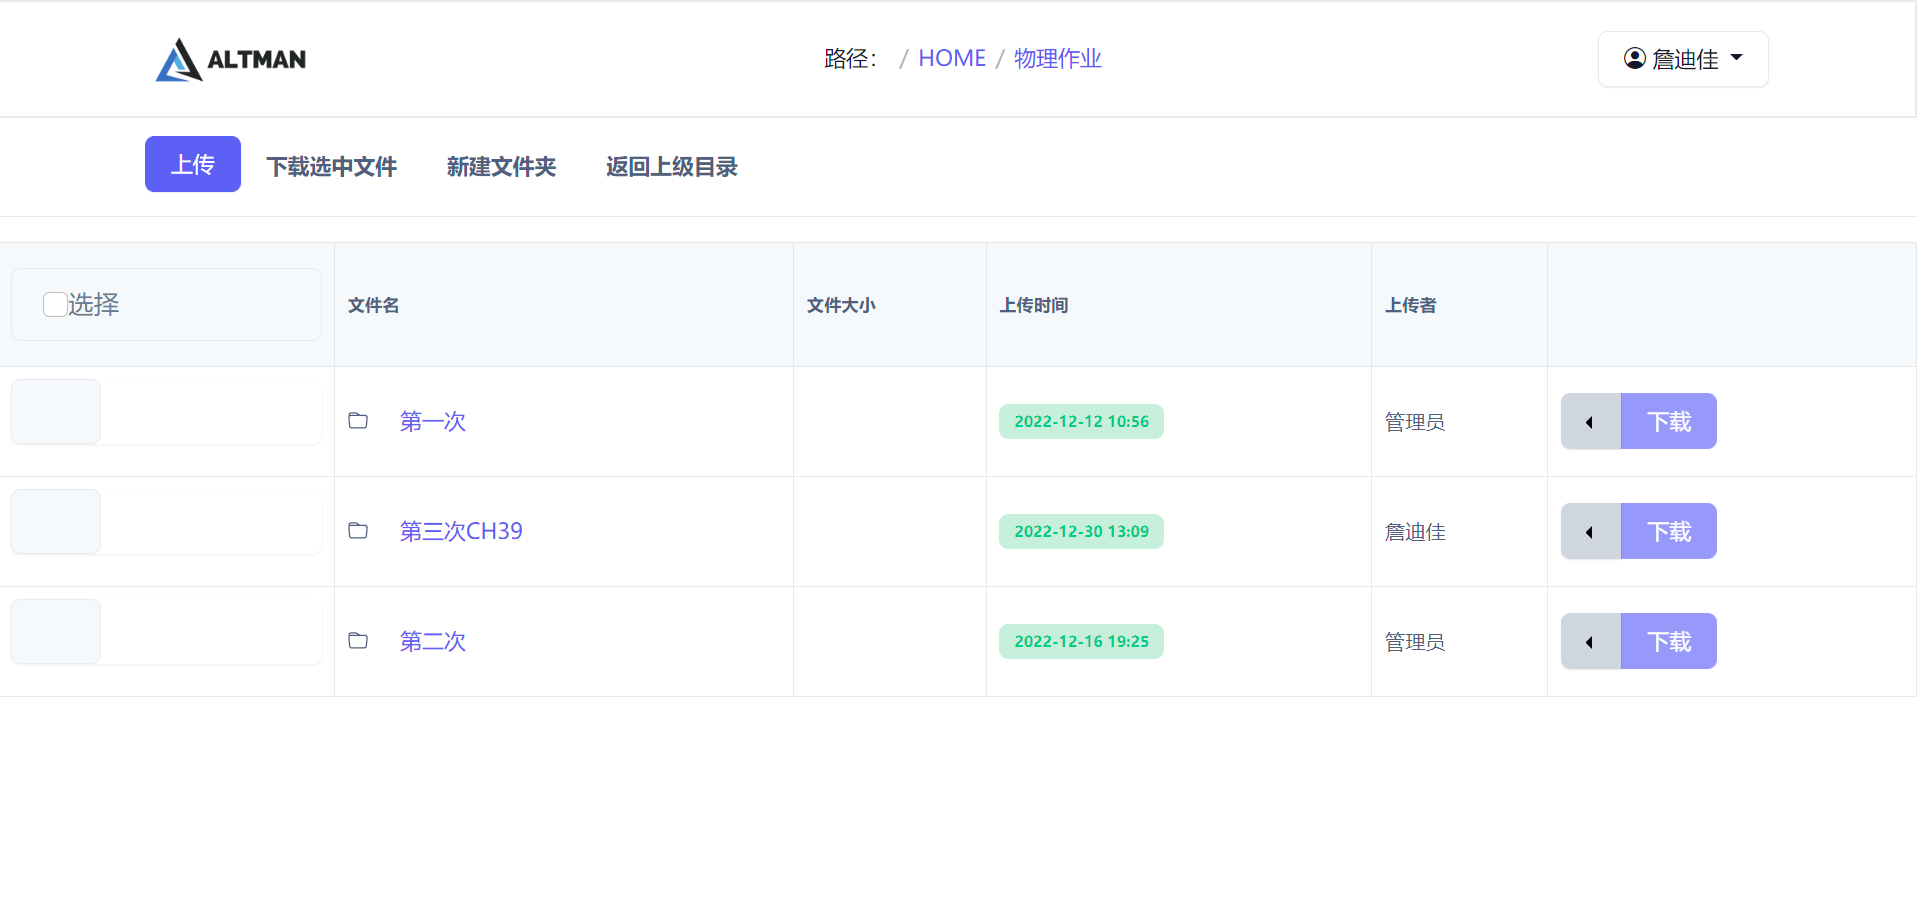 ALTMAN
路径： / HOME / 物理作业
詹迪佳
上传 下载选中文件 新建文件夹 返回上级目录
选择 文件名 文件大小 上传时间 上传者
第一次 2022-12-12 10:56 管理员 下载
第三次CH39 2022-12-30 13:09 詹迪佳 下载
第二次 2022-12-16 19:25 管理员 下载